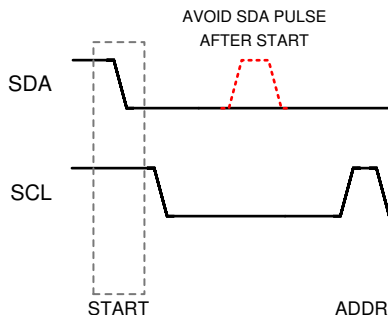 AVOID SDA PULSE
AFTER START
SDA
SCL
START
ADDR